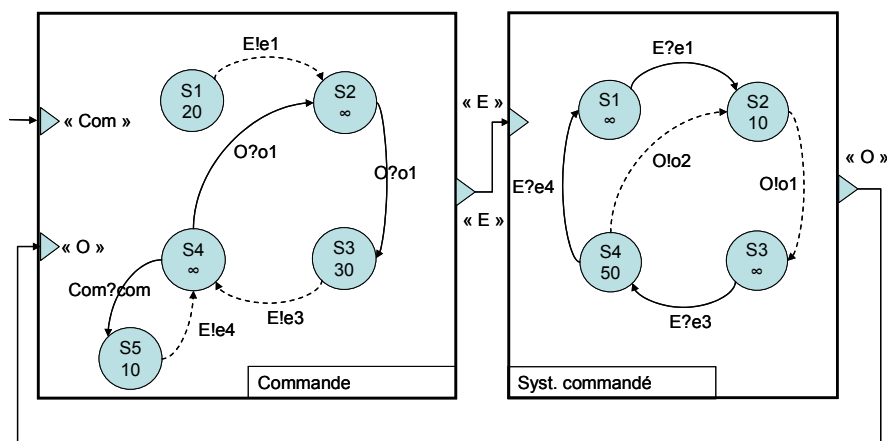 E!e1
S1
20
S2
∞
« Com »
O?o1
O?o1
« O »
S4
∞
S3
30
Com?com
E!e3
E!e4
S5
10
Commande
« E »
« E »
E?e1
S1
∞
S2
10
O!o2
E?e4
O!o1
« O »
S4
50
S3
∞
E?e3
Syst. commandé